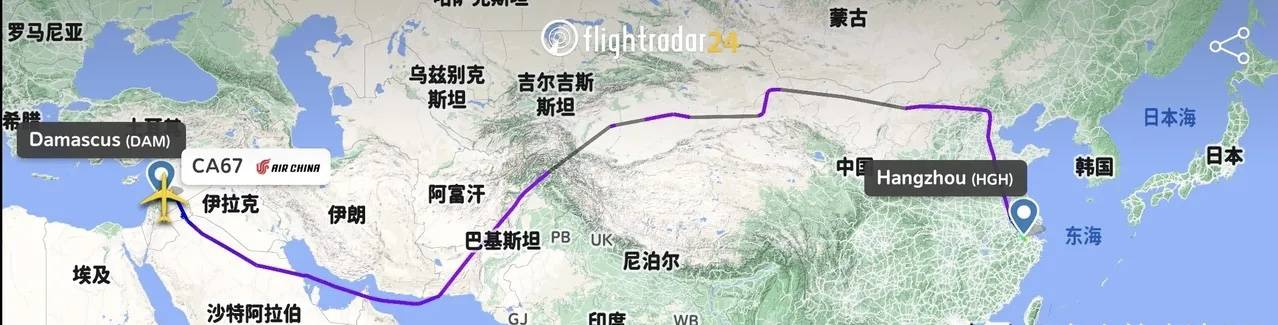 罗马尼亚
蒙古
flightradar24
乌兹别克
斯坦
吉尔吉斯
斯坦
希腊
日本海
Damascus (DAM)
CA67 AIR CHINA
中国
韩国
日本
Hangzhou (HGH)
伊拉克
伊朗
阿富汗
巴基斯坦
PB
UK
尼泊尔
东海
埃及
沙特阿拉伯
GJ
印度
WB